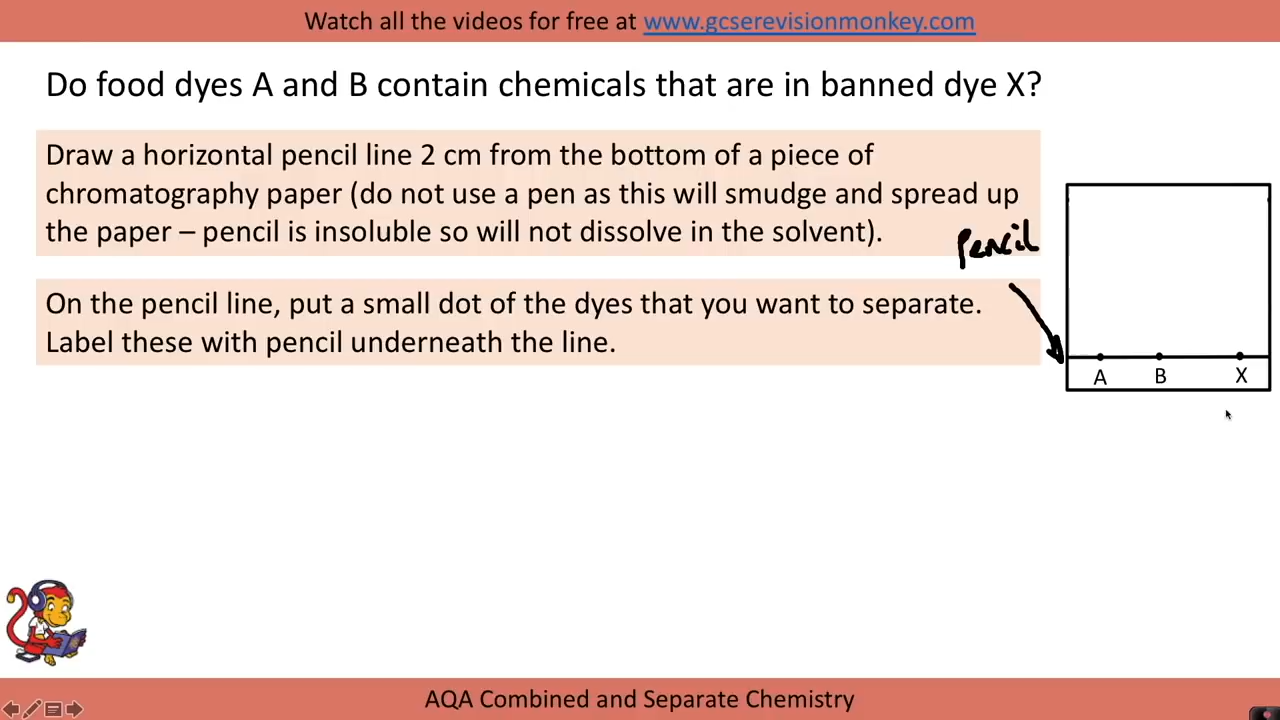 Watch all the videos for free at www.gcserevisionmonkey.com
Do food dyes A and B contain chemicals that are in banned dye X?
Draw a horizontal pencil line 2 cm from the bottom of a piece of
chromatography paper (do not use a pen as this will smudge and spread up
the paper – pencil is insoluble so will not dissolve in the solvent).
Pencil
On the pencil line, put a small dot of the dyes that you want to separate.
Label these with pencil underneath the line.
A B X
AQA Combined and Separate Chemistry